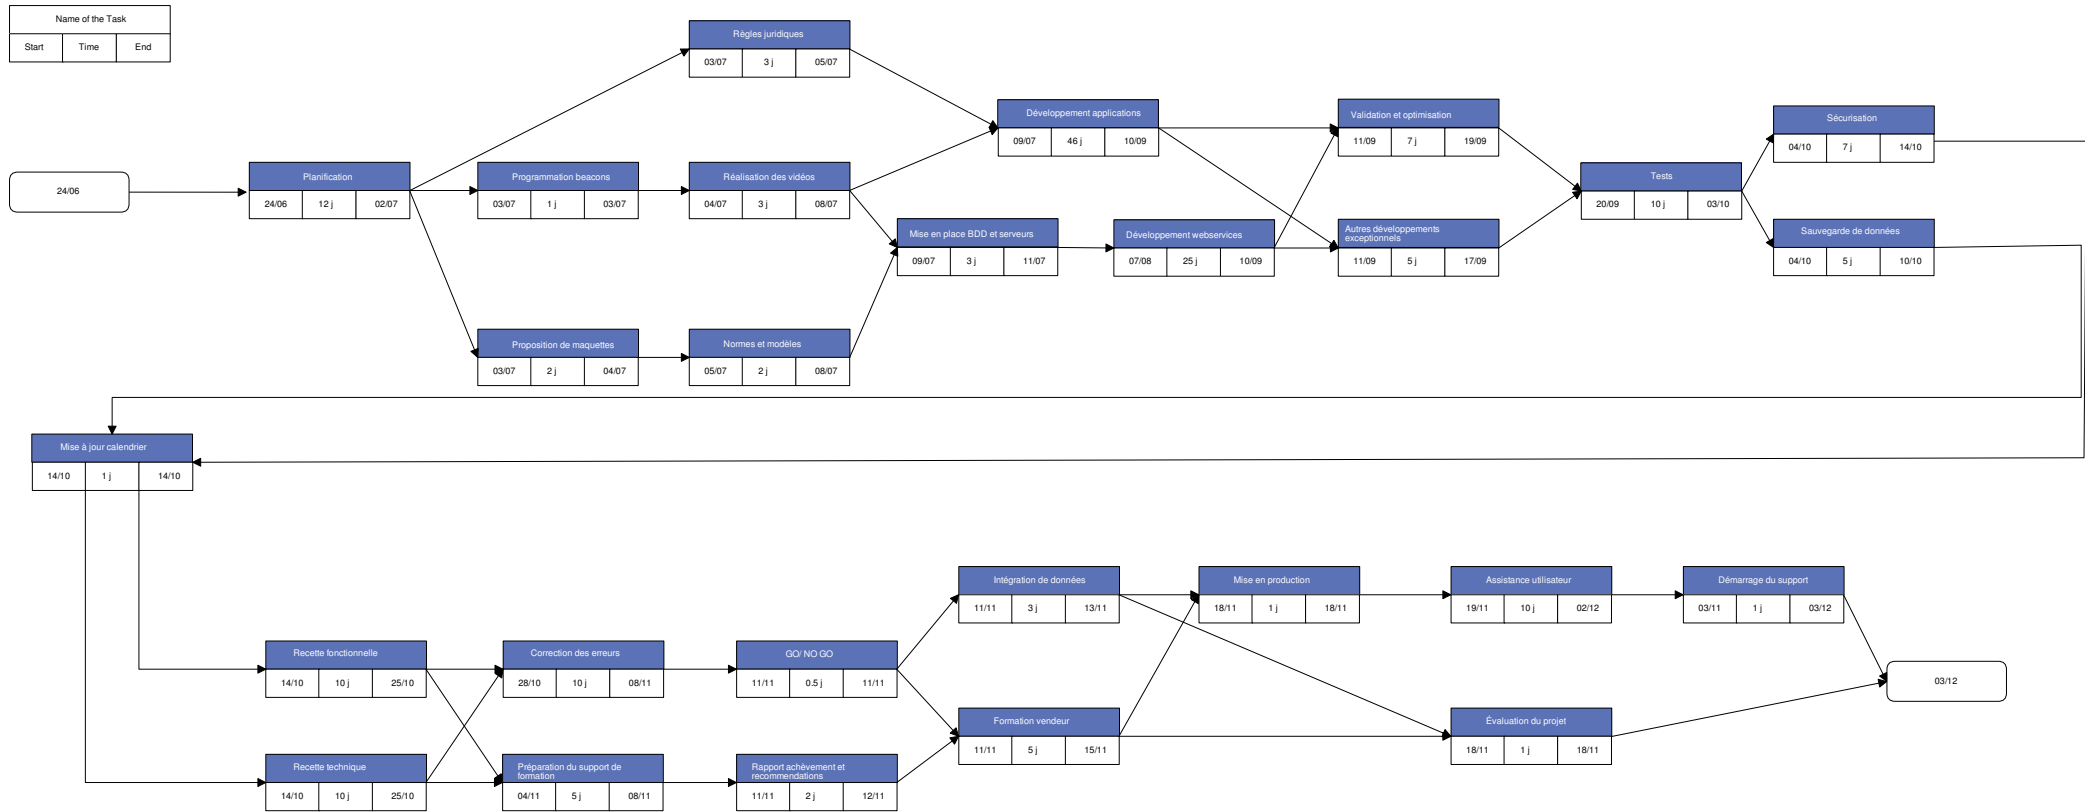 Name of the Task
Start Time End
24/06
Planification
24/06 12 j 02/07
Règles juridiques
03/07 3 j 05/07
Programmation beacons
03/07 1 j 03/07
Réalisation des vidéos
04/07 3 j 08/07
Proposition de maquettes
03/07 2 j 04/07
Normes et modèles
05/07 2 j 08/07
Développement applications
09/07 46 j 10/09
Mise en place BDD et serveurs
09/07 3 j 11/07
Développement webservices
07/08 25 j 10/09
Validation et optimisation
11/09 7 j 19/09
Autres développements
exceptionnels
11/09 5 j 17/09
Tests
20/09 10 j 03/10
Sécurisation
04/10 7 j 14/10
Sauvegarde de données
04/10 5 j 10/10
Mise à jour calendrier
14/10 1 j 14/10
Recette fonctionnelle
14/10 10 j 25/10
Recette technique
14/10 10 j 25/10
Correction des erreurs
28/10 10 j 08/11
Préparation du support de
formation
04/11 5 j 08/11
GO/ NO GO
11/11 0.5 j 11/11
Rapport achèvement et
recommendations
11/11 2 j 12/11
Intégration de données
11/11 3 j 13/11
Formation vendeur
11/11 5 j 15/11
Mise en production
18/11 1 j 18/11
Assistance utilisateur
19/11 10 j 02/12
Évaluation du projet
18/11 1 j 18/11
Démarrage du support
03/11 1 j 03/12
03/12